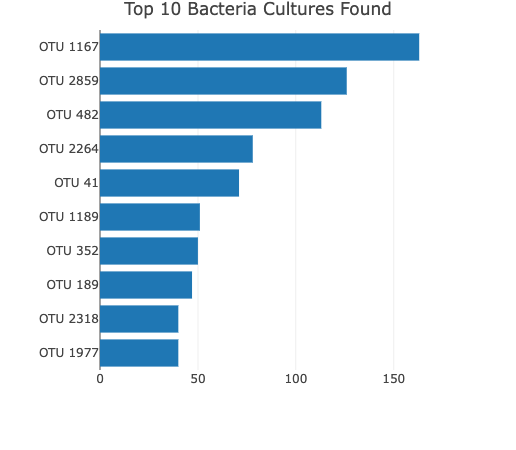 Top 10 Bacteria Cultures Found
OTU 1167
OTU 2859
OTU 482
OTU 2264
OTU 41
OTU 1189
OTU 352
OTU 189
OTU 2318
OTU 1977
0 50 100 150